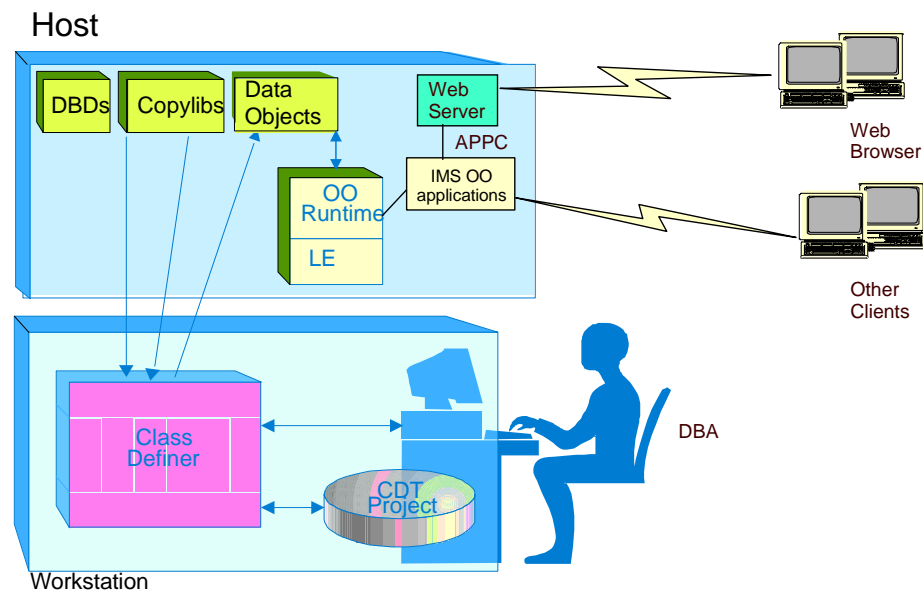 Host
DBDs
Copylibs
Data
Objects
Web
Server
APPC
IMS OO
applications
OO
Runtime
LE
Web
Browser
Other
Clients
Class
Definer
CDT
Project
DBA
Workstation